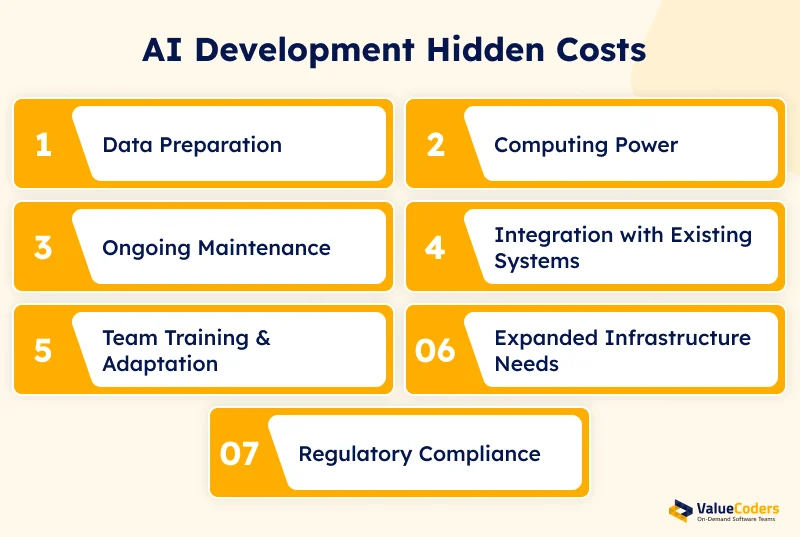 AI Development Hidden Costs
1
Data Preparation
2
Computing Power
3
Ongoing Maintenance
4
Integration with Existing
Systems
5
Team Training &
Adaptation
06
Expanded Infrastructure
Needs
07
Regulatory Compliance
ValueCoders
On-Demand Software Teams